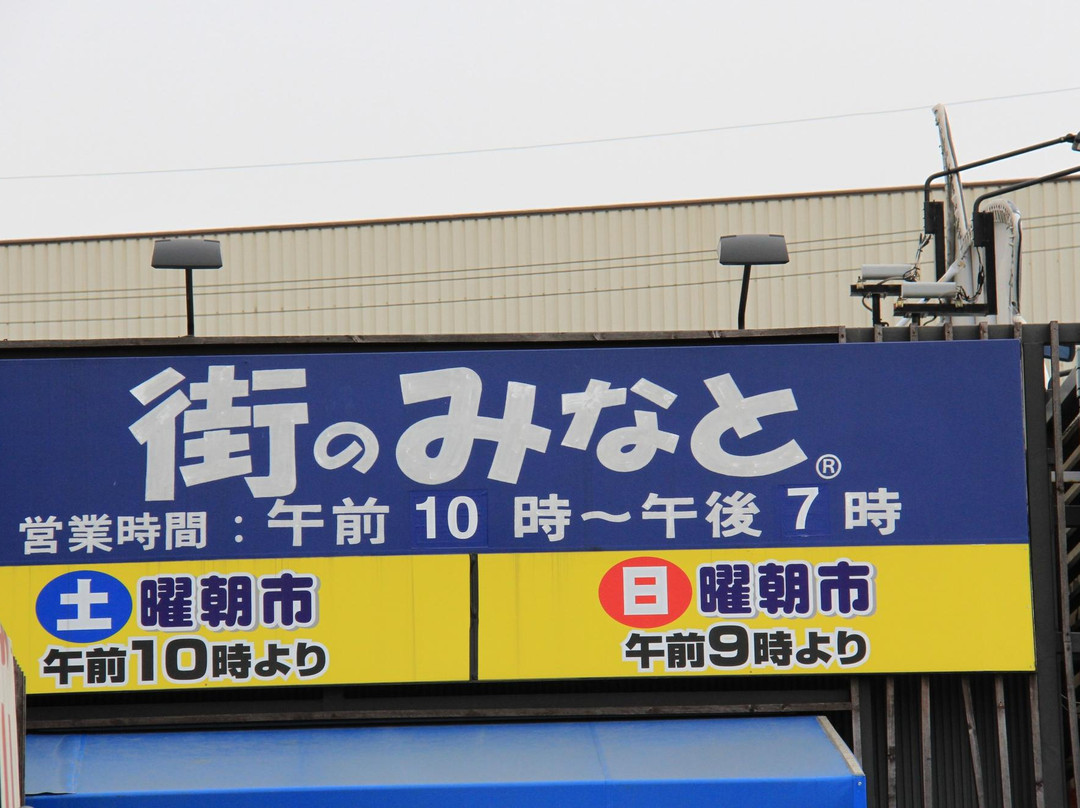 街のみなと®
営業時間：午前10時～午後7時
土曜朝市
午前10時より
日曜朝市
午前9時より